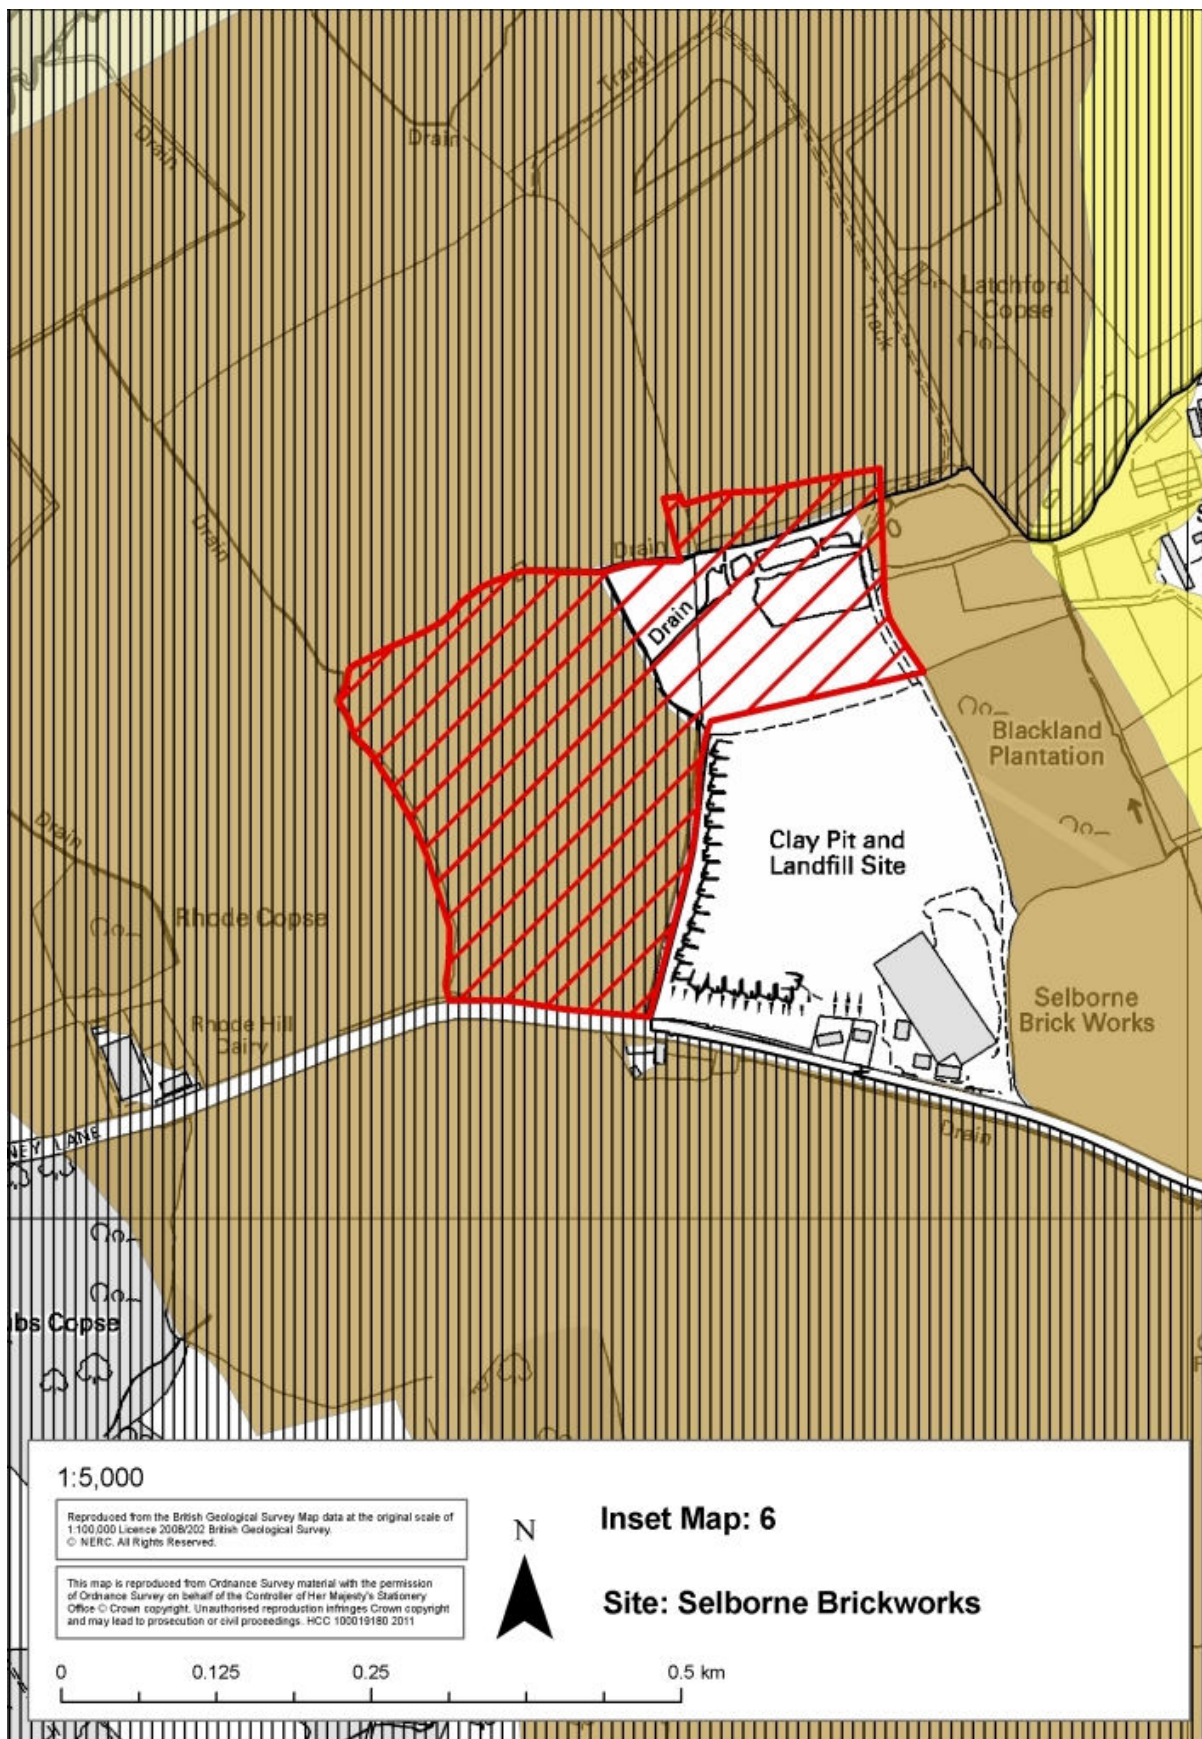 Drain
Drain
Track
Latchford
Copse
Track
Drain
Drain
Drain
Blackland
Plantation
Clay Pit and
Landfill Site
Drain
Rhode Copse
Selborne
Brick Works
Rhode Hill
Dairy
NEY LANE
Drain
bs Copse
1:5,000
Reproduced from the British Geological Survey Map data at the original scale of
1:100,000 Licence 2008/202 British Geological Survey.
© NERC. All Rights Reserved.
N
Inset Map: 6
This map is reproduced from Ordnance Survey material with the permission
of Ordnance Survey on behalf of the Controller of Her Majesty's Stationery
Office © Crown copyright. Unauthorised reproduction infringes Crown copyright
and may lead to prosecution or civil proceedings. HCC 100019180 2011
Site: Selborne Brickworks
0 0.125 0.25 0.5 km